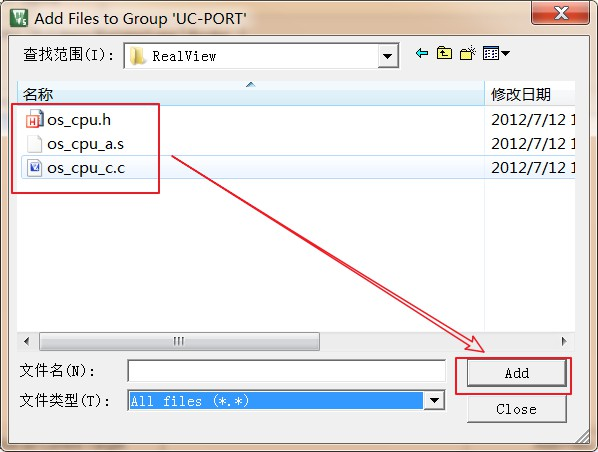 Add Files to Group 'UC-PORT'
查找范围(I): RealView
名称 修改日期
os_cpu.h 2012/7/12 1
os_cpu_a.s 2012/7/12 1
os_cpu_c.c 2012/7/12 1
文件名(N): Add
文件类型(T): All files (*.*)
Close